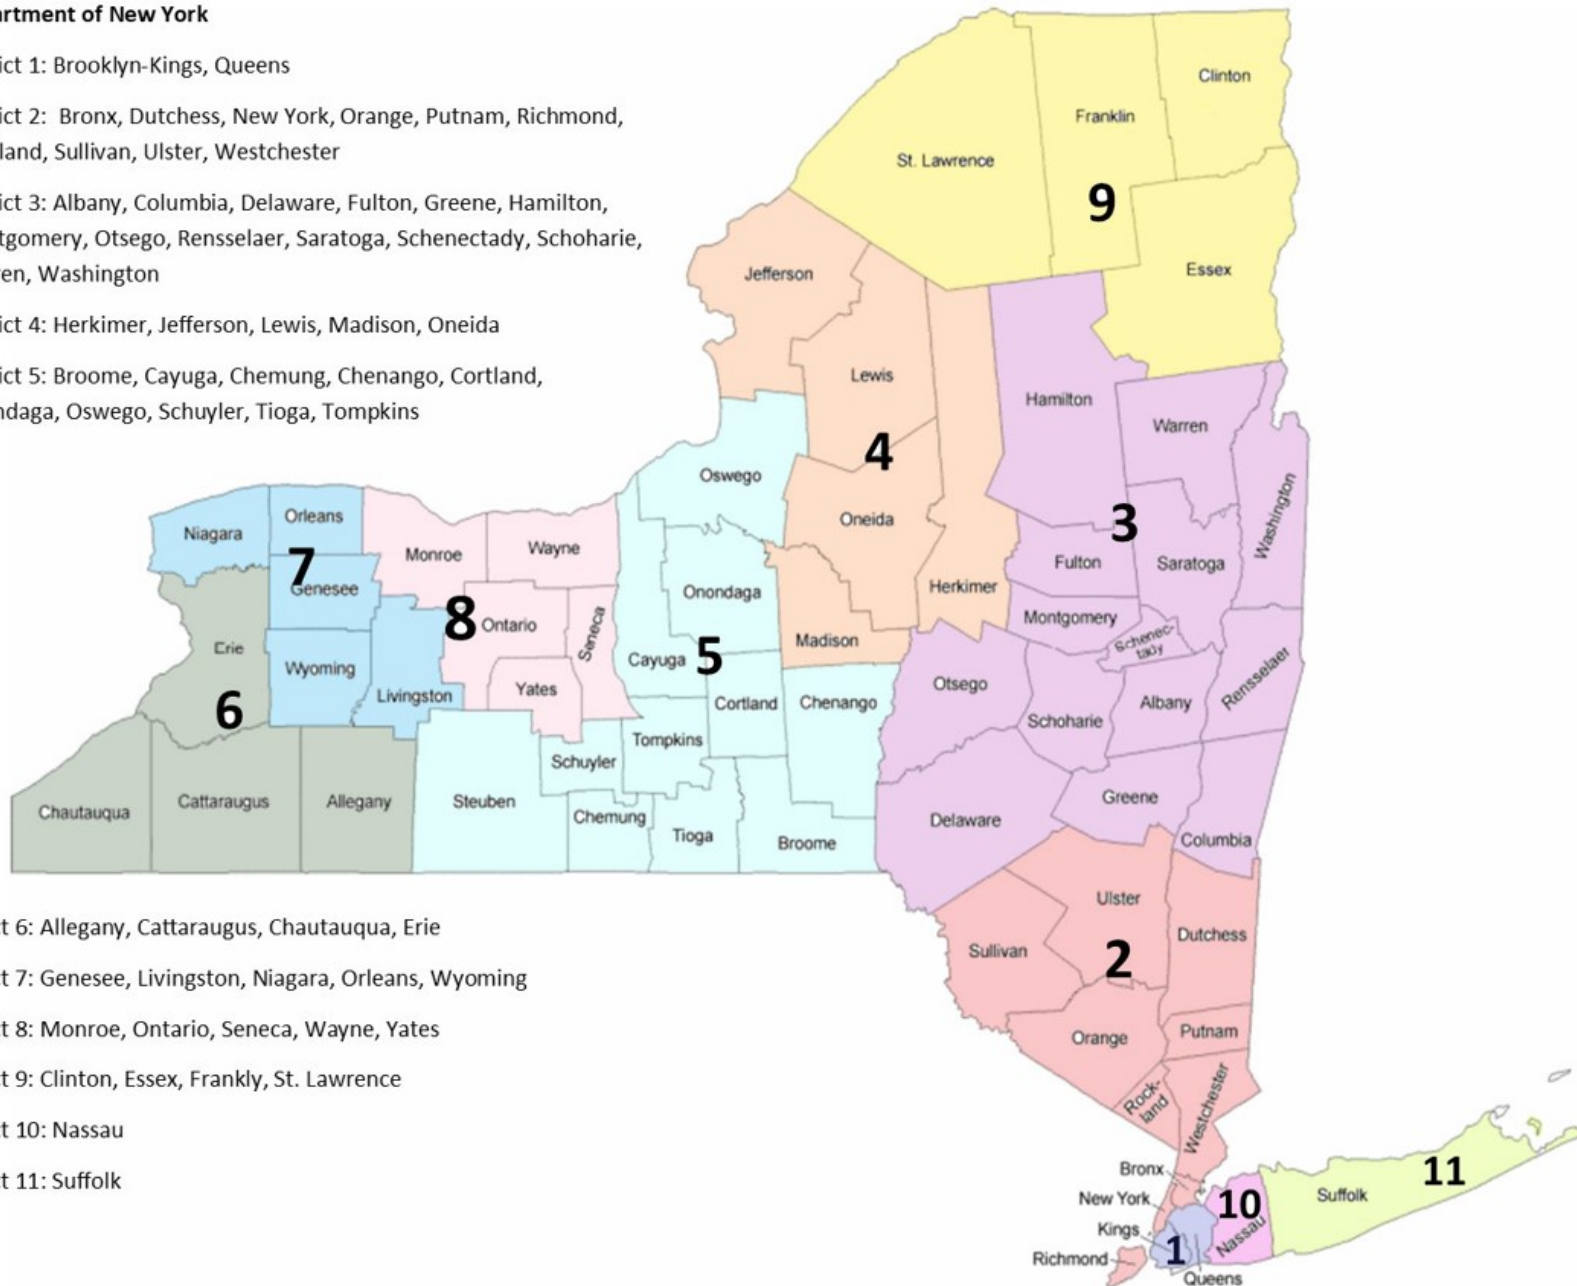 artment of New York
ict 1: Brooklyn-Kings, Queens
ict 2: Bronx, Dutchess, New York, Orange, Putnam, Richmond,
land, Sullivan, Ulster, Westchester
ict 3: Albany, Columbia, Delaware, Fulton, Greene, Hamilton,
tgomery, Otsego, Rensselaer, Saratoga, Schenectady, Schoharie,
en, Washington
ict 4: Herkimer, Jefferson, Lewis, Madison, Oneida
ict 5: Broome, Cayuga, Chemung, Chenango, Cortland,
ndaga, Oswego, Schuyler, Tioga, Tompkins
Clinton
Franklin
St. Lawrence
9
Essex
Jefferson
Lewis
Hamilton
Warren
4
Oswego
Oneida
Washington
3
Niagara
Orleans
7
Genesee
Monroe
Wayne
Fulton
Saratoga
Onondaga
Herkimer
8
Ontario
Seneca
Montgomery
Schenec-
tady
Erie
Wyoming
Livingston
6
Yates
Cayuga
5
Madison
Otsego
Rensselaer
Cortland
Chenango
Schoharie
Albany
Tompkins
Schuyler
Chautauqua
Cattaraugus
Allegany
Steuben
Chemung
Tioga
Broome
Delaware
Greene
Columbia
Ulster
Sullivan
2
Dutchess
Orange
Putnam
Rock-
land
Westchester
Bronx
New York
Kings
Richmond
1
Queens
10
Nassau
Suffolk
11
t 6: Allegany, Cattaraugus, Chautauqua, Erie
t 7: Genesee, Livingston, Niagara, Orleans, Wyoming
t 8: Monroe, Ontario, Seneca, Wayne, Yates
t 9: Clinton, Essex, Frankly, St. Lawrence
t 10: Nassau
t 11: Suffolk